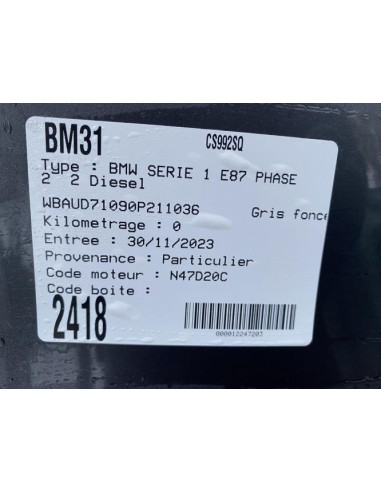 BM31 CS992SQ
Type : BMW SERIE 1 E87 PHASE
2 2 Diesel
WBAUD71090P211036 Gris fonce
Kilometrage : 0
Entree : 30/11/2023
Provenance : Particulier
Code moteur : N47D20C
Code boite :
2418
000012247203